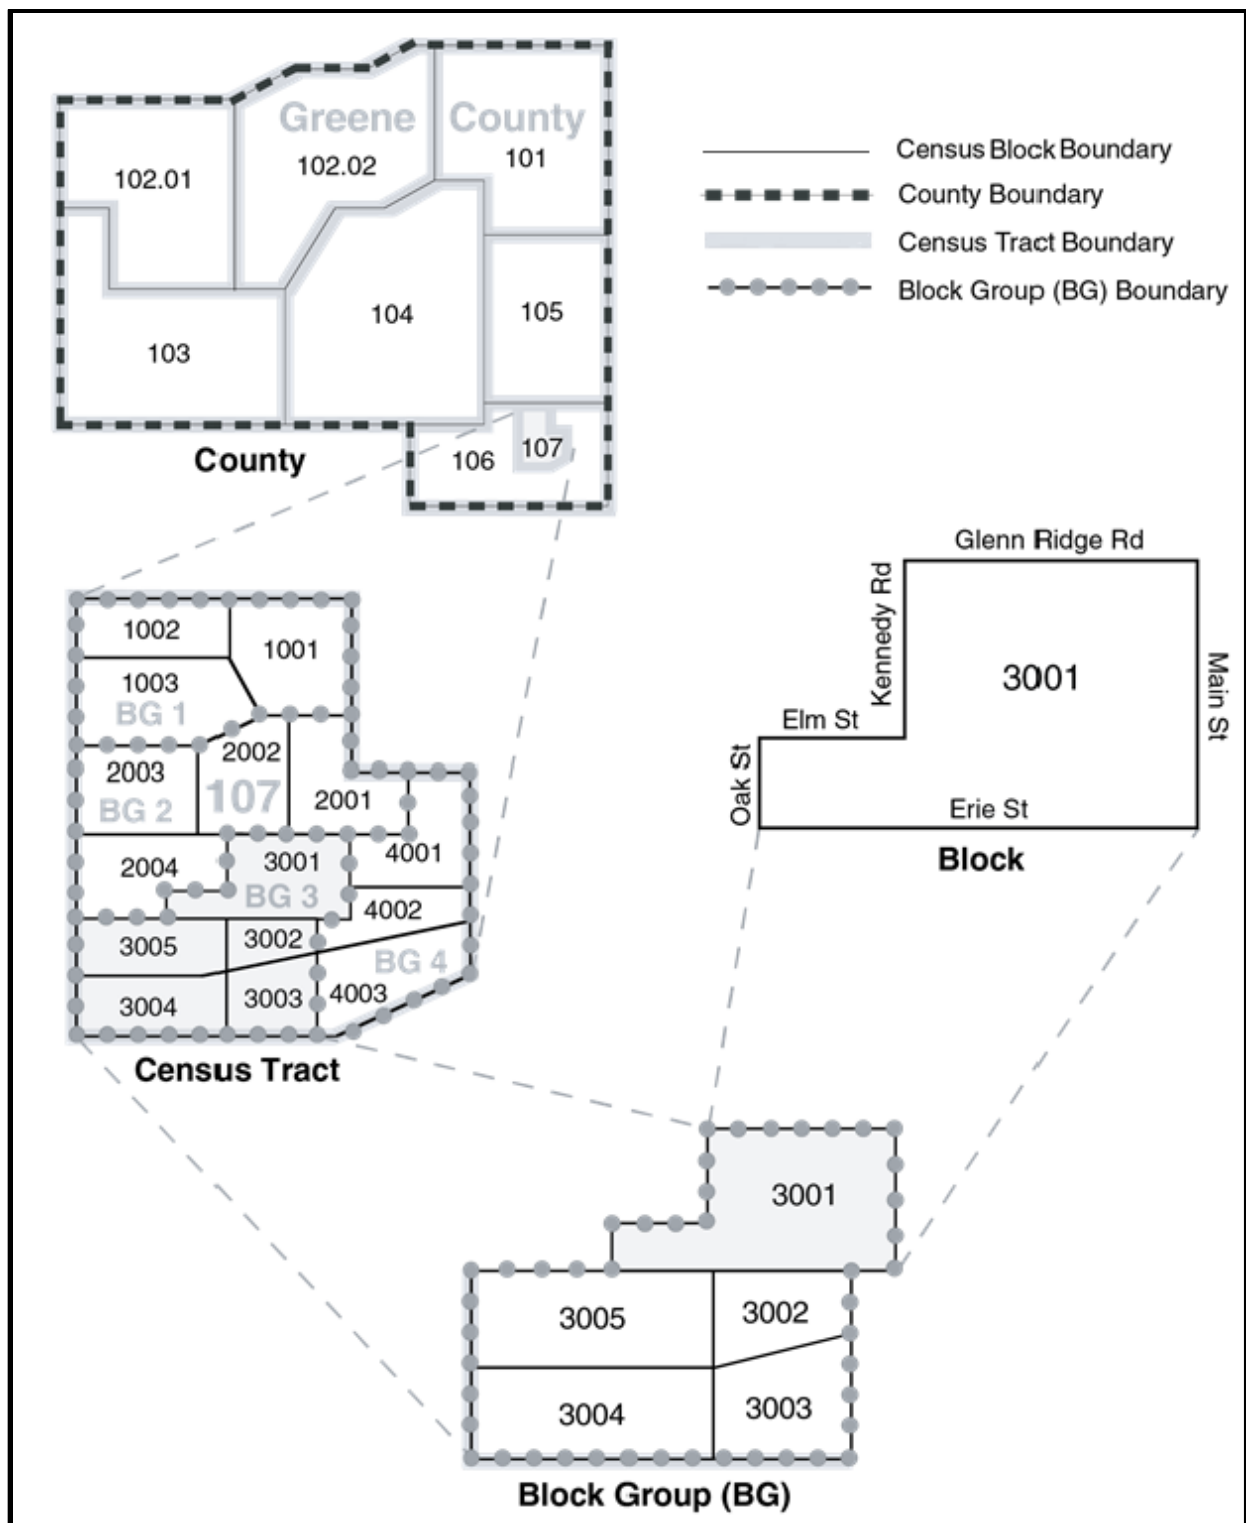 Greene County
102.01
102.02
101
103
104
105
106
107
County
Census Block Boundary
County Boundary
Census Tract Boundary
Block Group (BG) Boundary
1002
1001
1003
BG 1
2003
2002
BG 2
107
2001
2004
3001
4001
BG 3
4002
3005
3002
BG 4
3004
3003
4003
Census Tract
Glenn Ridge Rd
Kennedy Rd
3001
Main St
Elm St
Oak St
Erie St
Block
3001
3005
3002
3004
3003
Block Group (BG)